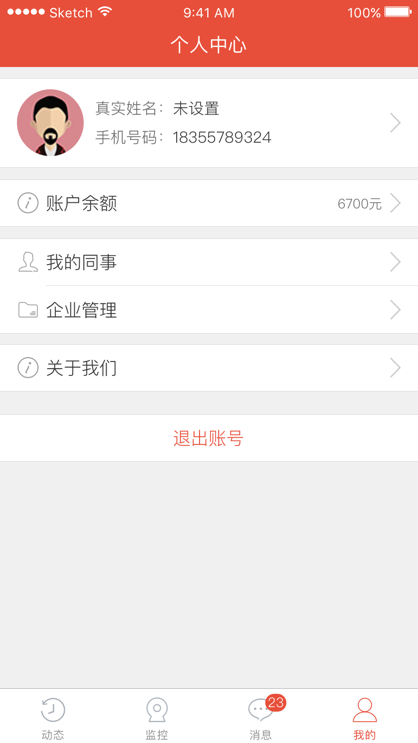 Sketch 9:41 AM 100%
个人中心
真实姓名：未设置
手机号码：18355789324
账户余额 6700元
我的同事
企业管理
关于我们
退出账号
23
动态 监控 消息 我的